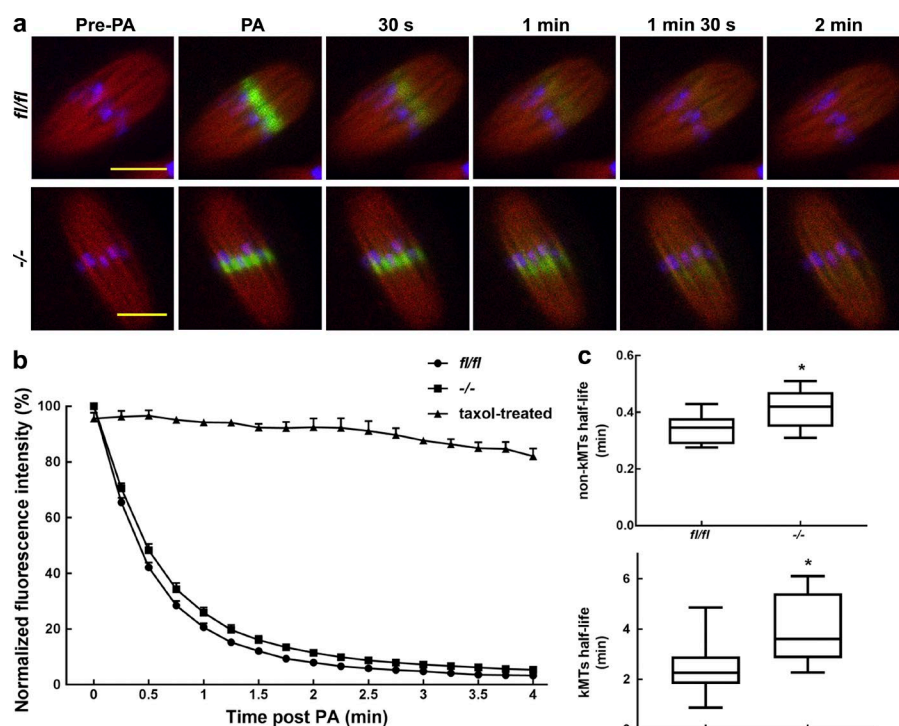 a
Pre-PA PA 30 s 1 min 1 min 30 s 2 min
fl/fl
-/-
b
fl/fl
-/-
taxol-treated
Normalized fluorescence intensity (%)
100
80
60
40
20
0
0 0.5 1 1.5 2 2.5 3 3.5 4
Time post PA (min)
c
non-kMTs half-life
(min)
0.6
0.4
0.2
0.0
*
fl/fl -/-
kMTs half-life
(min)
6
4
2
*